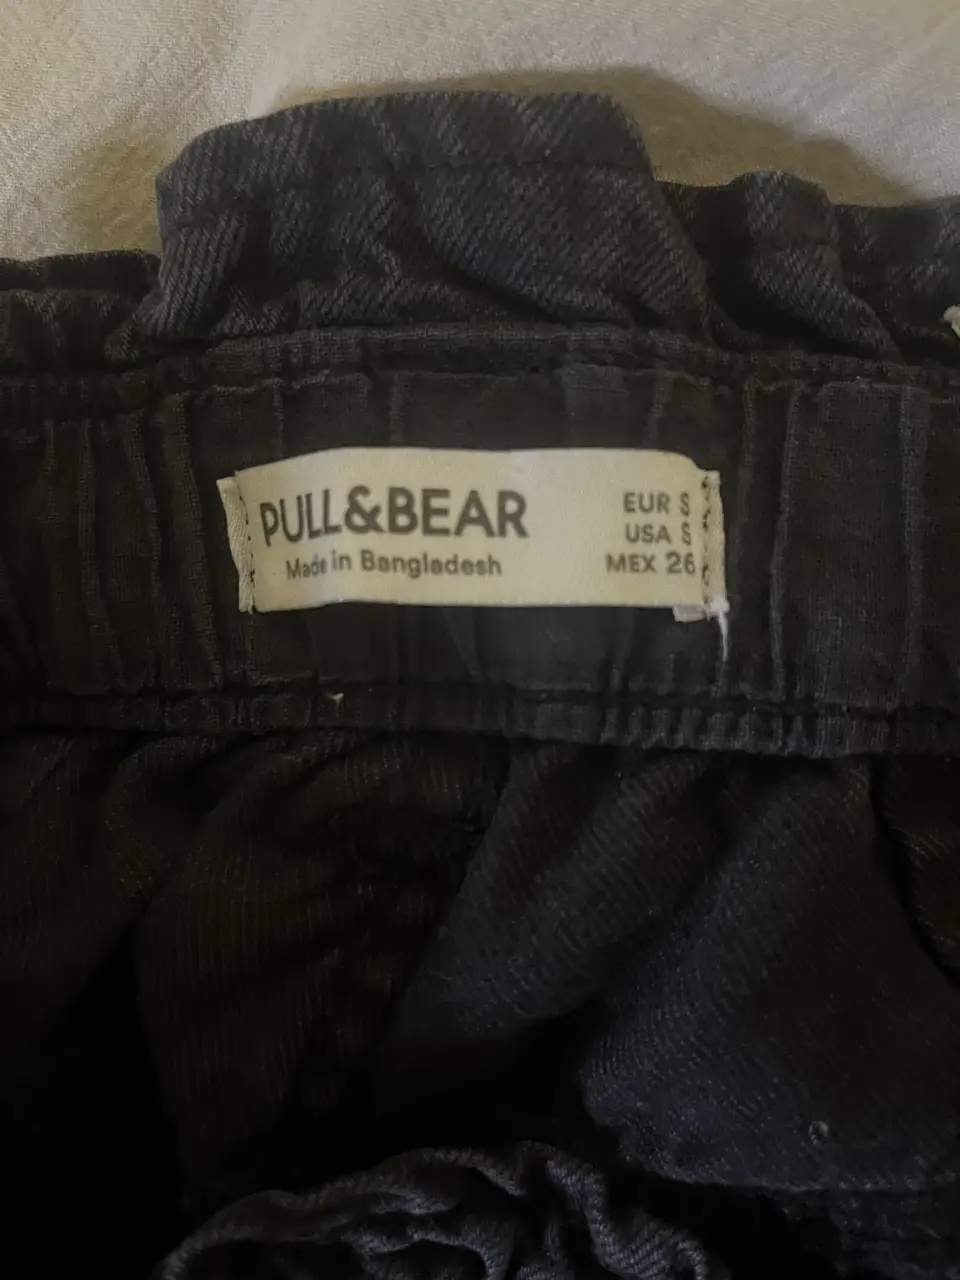 PULL&BEAR
Made in Bangladesh
EUR S
USA S
MEX 26